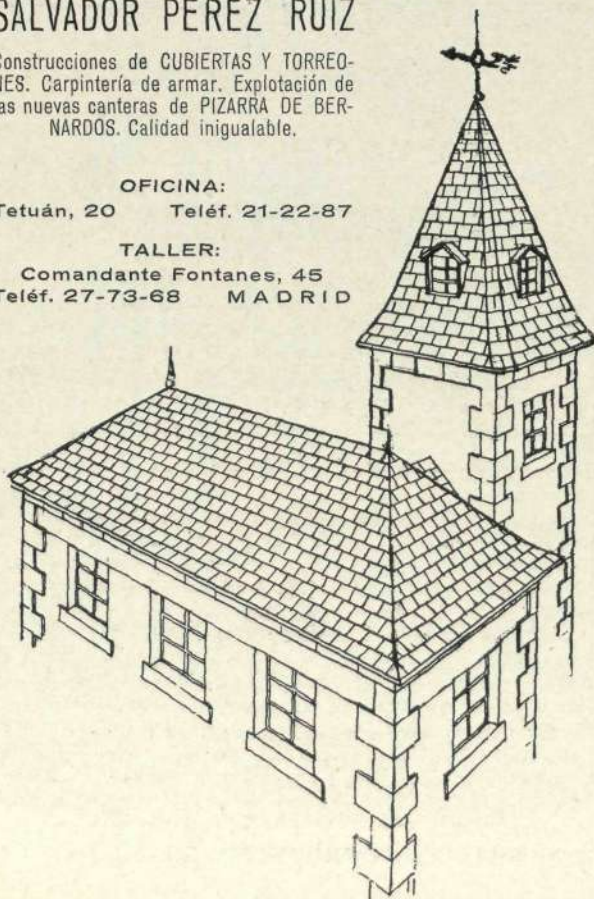 SALVADOR PEREZ RUIZ
Construcciones de CUBIERTAS Y TORREO-
NES. Carpintería de armar. Explotación de
las nuevas canteras de PIZARRA DE BER-
NARDOS. Calidad inigualable.
OFICINA:
Tetuán, 20 Teléf. 21-22-87
TALLER:
Comandante Fontanes, 45
Teléf. 27-73-68 MADRID